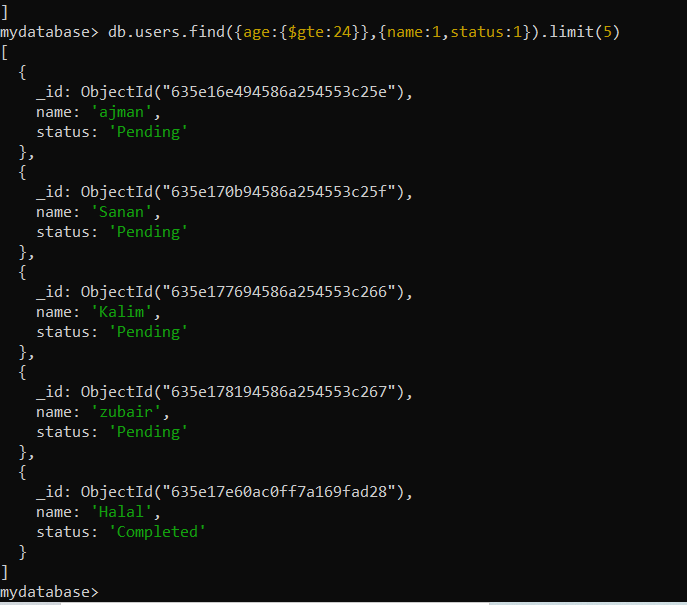 ]
mydatabase> db.users.find({age:{$gte:24}},{name:1,status:1}).limit(5)
[
  {
    _id: ObjectId("635e16e494586a254553c25e"),
    name: 'ajman',
    status: 'Pending'
  },
  {
    _id: ObjectId("635e170b94586a254553c25f"),
    name: 'Sanan',
    status: 'Pending'
  },
  {
    _id: ObjectId("635e177694586a254553c266"),
    name: 'Kalim',
    status: 'Pending'
  },
  {
    _id: ObjectId("635e178194586a254553c267"),
    name: 'zubair',
    status: 'Pending'
  },
  {
    _id: ObjectId("635e17e60ac0ff7a169fad28"),
    name: 'Halal',
    status: 'Completed'
  }
]
mydatabase>